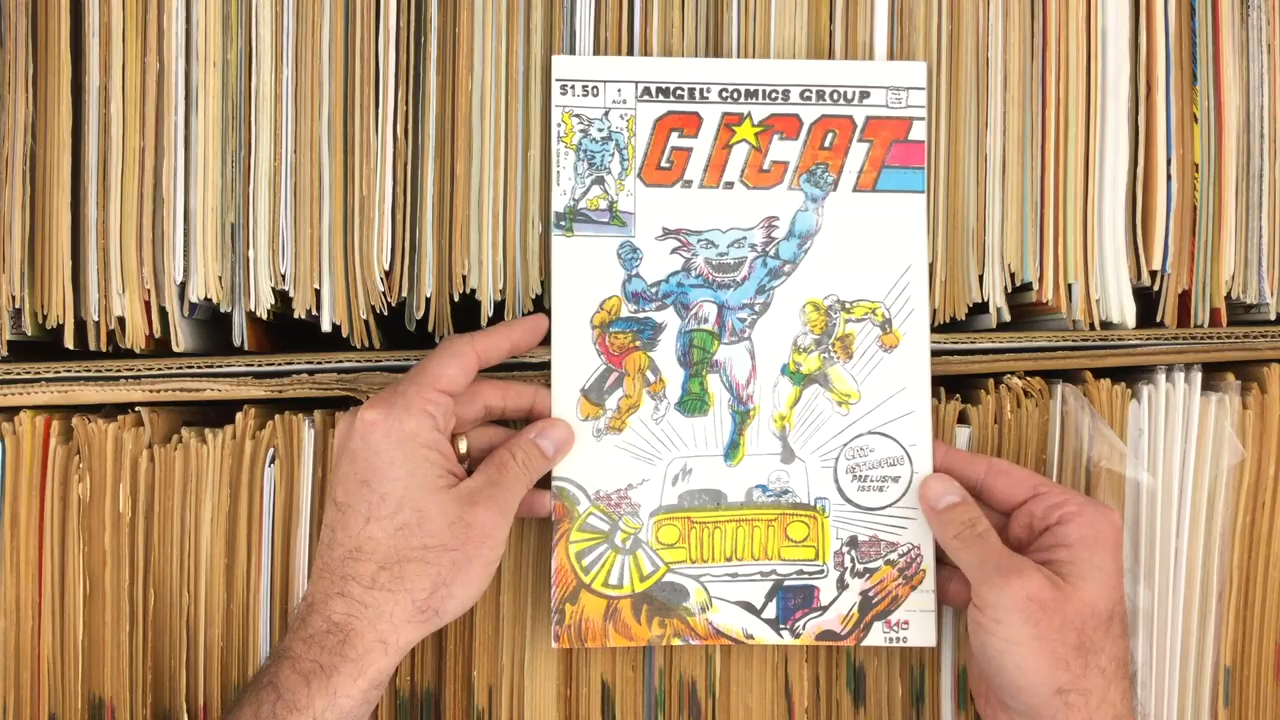 $1.50
1
AUG
ANGEL® COMICS GROUP
G.I.CAT
CAT-
ASTROPHIC
PRELUSIVE
ISSUE!
1990